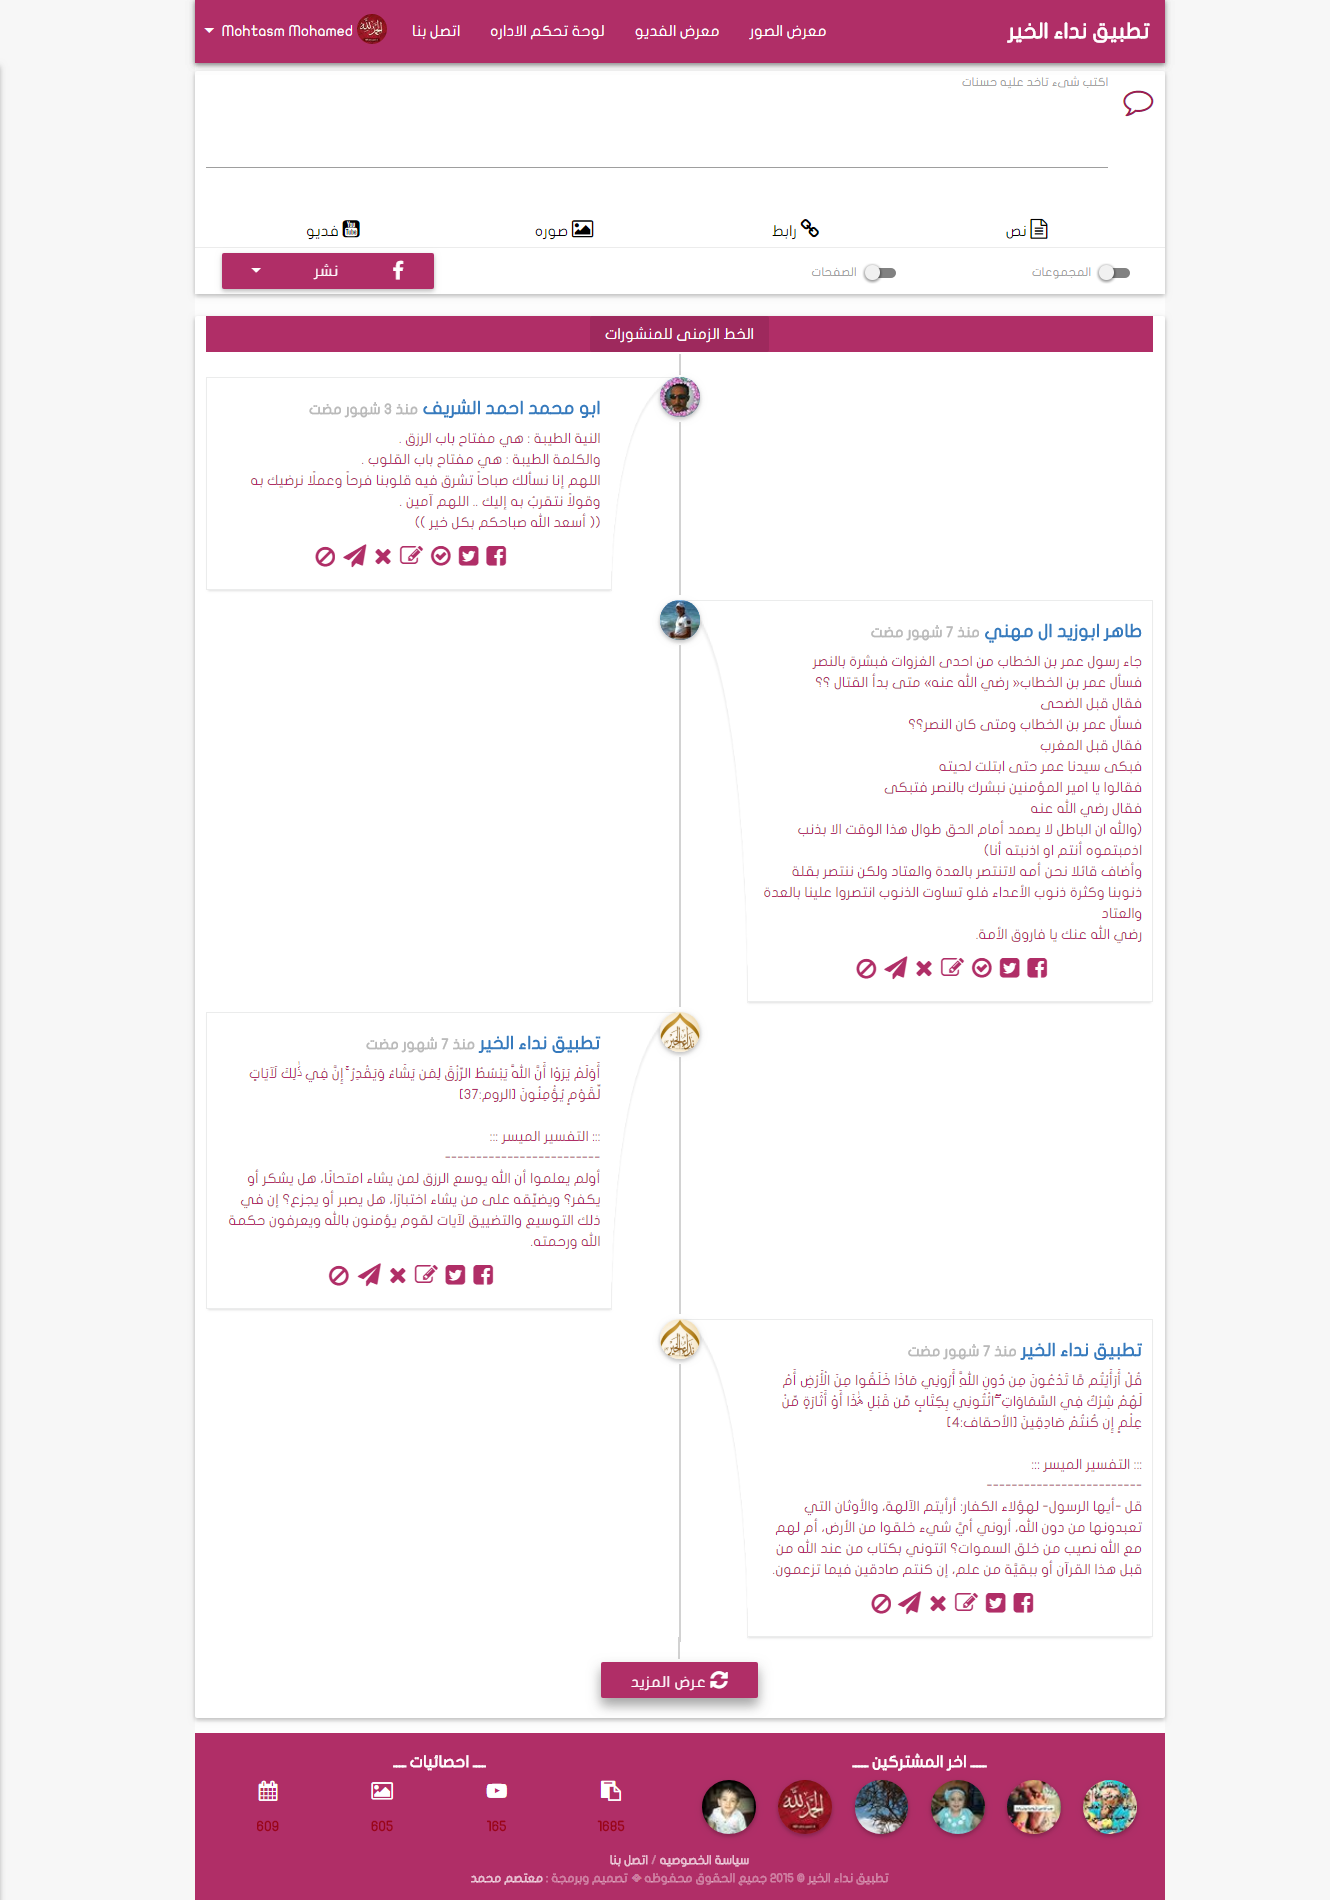 تطبيق نداء الخير
معرض الصور
معرض الفديو
لوحة تحكم الاداره
اتصل بنا
Mohtasm Mohamed
اكتب شىء تاخد عليه حسنات
نص
رابط
صوره
فديو
المجموعات
الصفحات
نشر
الخط الزمنى للمنشورات
ابو محمد احمد الشريف منذ 3 شهور مضت
النية الطيبة : هي مفتاح باب الرزق .
والكلمة الطيبة : هي مفتاح باب القلوب .
اللهم إنا نسألك صباحاً تشرق فيه قلوبنا فرحاً وعملًا نرضيك به
وقولاً نتقربَ به إليك .. اللهم آمين .
(( أسعد الله صباحكم بكل خير ))
طاهر ابوزيد ال مهني منذ 7 شهور مضت
جاء رسول عمر بن الخطاب من احدى الغزوات فبشرة بالنصر
فسأل عمر بن الخطاب« رضي الله عنه» متى بدأ القتال ؟؟
فقال قبل الضحى
فسأل عمر بن الخطاب ومتى كان النصر؟؟
فقال قبل المغرب
فبكى سيدنا عمر حتى ابتلت لحيته
فقالوا يا امير المؤمنين نبشرك بالنصر فتبكى
فقال رضي الله عنه
(والله ان الباطل لا يصمد أمام الحق طوال هذا الوقت الا بذنب
اذمبتموه أنتم او اذنبته أنا)
وأضاف قائلا نحن أمه لاتنتصر بالعدة والعتاد ولكن ننتصر بقلة
ذنوبنا وكثرة ذنوب الأعداء فلو تساوت الذنوب انتصروا علينا بالعدة
والعتاد
رضي الله عنك يا فاروق الأمة.
تطبيق نداء الخير منذ 7 شهور مضت
أَوَلَمْ يَرَوْا أَنَّ اللَّهَ يَبْسُطُ الرِّزْقَ لِمَن يَشَاءُ وَيَقْدِرُ ۚ إِنَّ فِي ذَٰلِكَ لَآيَاتٍ
لِّقَوْمٍ يُؤْمِنُونَ [الروم:37]
::: التفسير الميسر :::
--------------------------
أولم يعلموا أن الله يوسع الرزق لمن يشاء امتحانًا، هل يشكر أو
يكفر؟ ويضيِّقه على من يشاء اختبارًا، هل يصبر أو يجزع؟ إن في
ذلك التوسيع والتضييق لآيات لقوم يؤمنون بالله ويعرفون حكمة
الله ورحمته.
تطبيق نداء الخير منذ 7 شهور مضت
قُلْ أَرَأَيْتُم مَّا تَدْعُونَ مِن دُونِ اللَّهِ أَرُونِي مَاذَا خَلَقُوا مِنَ الْأَرْضِ أَمْ
لَهُمْ شِرْكٌ فِي السَّمَاوَاتِ ۖ ائْتُونِي بِكِتَابٍ مِّن قَبْلِ هَٰذَا أَوْ أَثَارَةٍ مِّنْ
عِلْمٍ إِن كُنتُمْ صَادِقِينَ [الأحقاف:4]
::: التفسير الميسر :::
--------------------------
قل -أيها الرسول- لهؤلاء الكفار: أرأيتم الآلهة، والأوثان التي
تعبدونها من دون الله، أروني أيَّ شيء خلقوا من الأرض، أم لهم
مع الله نصيب من خلق السموات؟ ائتوني بكتاب من عند الله من
قبل هذا القرآن أو ببقيَّة من علم، إن كنتم صادقين فيما تزعمون.
عرض المزيد
ـــ اخر المشتركين ـــ
ـــ احصائيات ـــ
1685
165
605
609
سياسة الخصوصيه / اتصل بنا
تطبيق نداء الخير © 2015 جميع الحقوق محفوظه ❖ تصميم وبرمجة : معتصم محمد